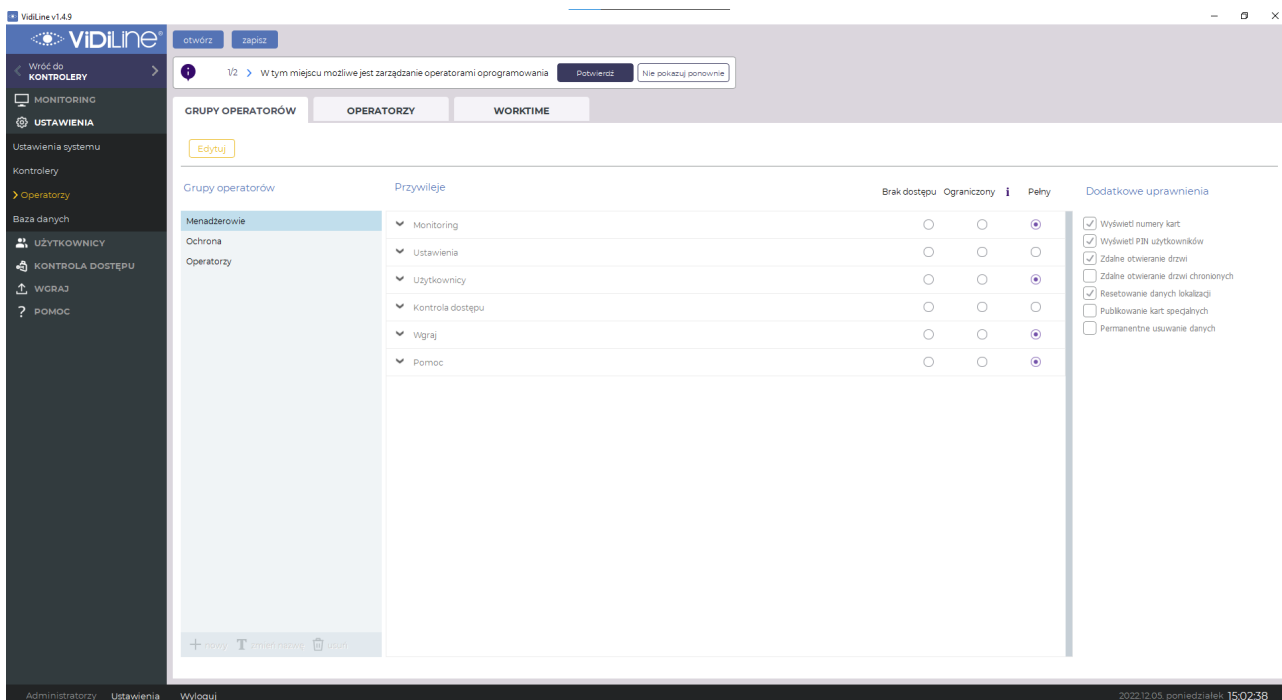 ViDiLine v1.4.9
ViDiLine®
otwórz
zapisz
Wróć do
KONTROLERY
1/2
W tym miejscu możliwe jest zarządzanie operatorami oprogramowania
Potwierdź
Nie pokazuj ponownie
MONITORING
USTAWIENIA
Ustawienia systemu
Kontrolery
Operatorzy
Baza danych
UŻYTKOWNICY
KONTROLA DOSTĘPU
WGRAJ
POMOC
GRUPY OPERATORÓW
OPERATORZY
WORKTIME
Edytuj
Grupy operatorów
Menadżerowie
Ochrona
Operatorzy
nowy
zmień nazwę
usuń
Przywileje
Brak dostępu
Ograniczony
i
Pełny
Monitoring
Ustawienia
Użytkownicy
Kontrola dostępu
Wgraj
Pomoc
Dodatkowe uprawnienia
Wyświetl numery kart
Wyświetl PIN użytkowników
Zdalne otwieranie drzwi
Zdalne otwieranie drzwi chronionych
Resetowanie danych lokalizacji
Publikowanie kart specjalnych
Permanentne usuwanie danych
Administratorzy
Ustawienia
Wyloguj
2022.12.05. poniedziałek 15:02:38